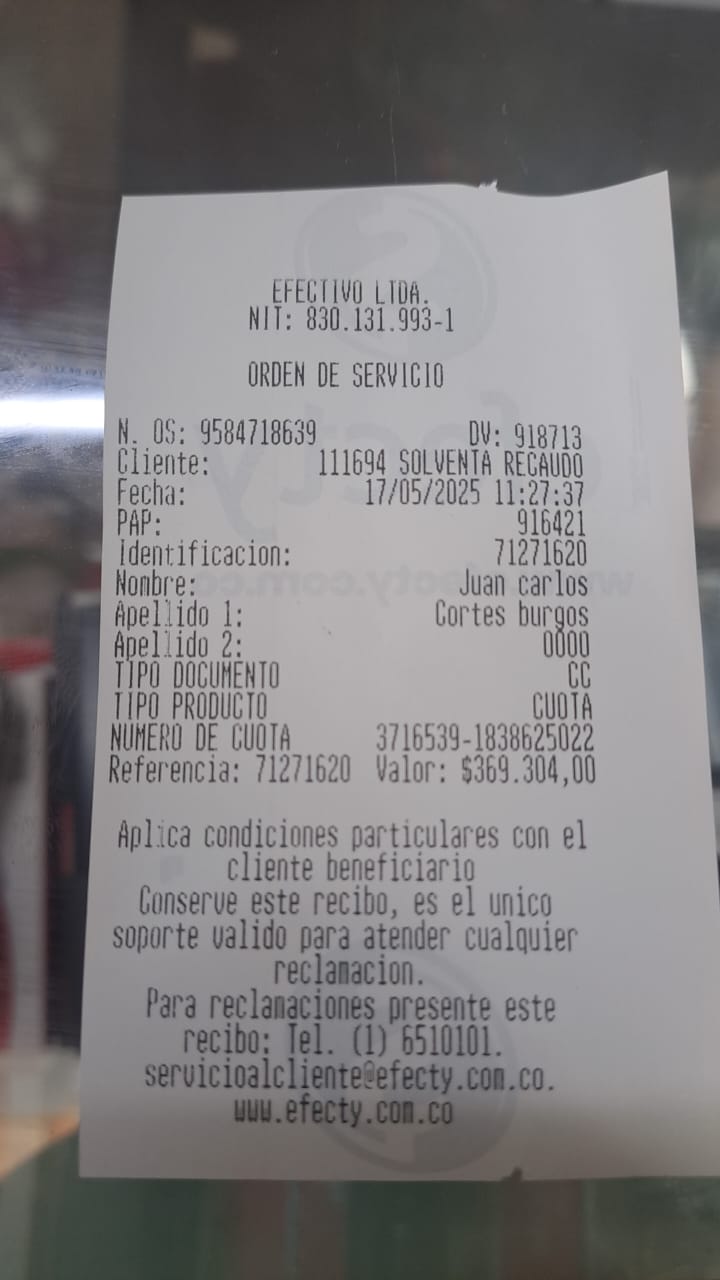 EFECTIVO LTDA.
NIT: 830.131.993-1
ORDEN DE SERVICIO
N. OS: 9584718639 DV: 918713
Cliente: 111694 SOLVENTA RECAUDO
Fecha: 17/05/2025 11:27:37
PAP: 916421
Identificacion: 71271620
Nombre: Juan carlos
Apellido 1: Cortes burgos
Apellido 2: 0000
TIPO DOCUMENTO CC
TIPO PRODUCTO CUOTA
NUMERO DE CUOTA 3716539-1838625022
Referencia: 71271620 Valor: $369.304,00
Aplica condiciones particulares con el
cliente beneficiario
Conserve este recibo, es el unico
soporte valido para atender cualquier
reclamacion.
Para reclamaciones presente este
recibo: Tel. (1) 6510101.
servicioalcliente@efecty.com.co.
www.efecty.com.co